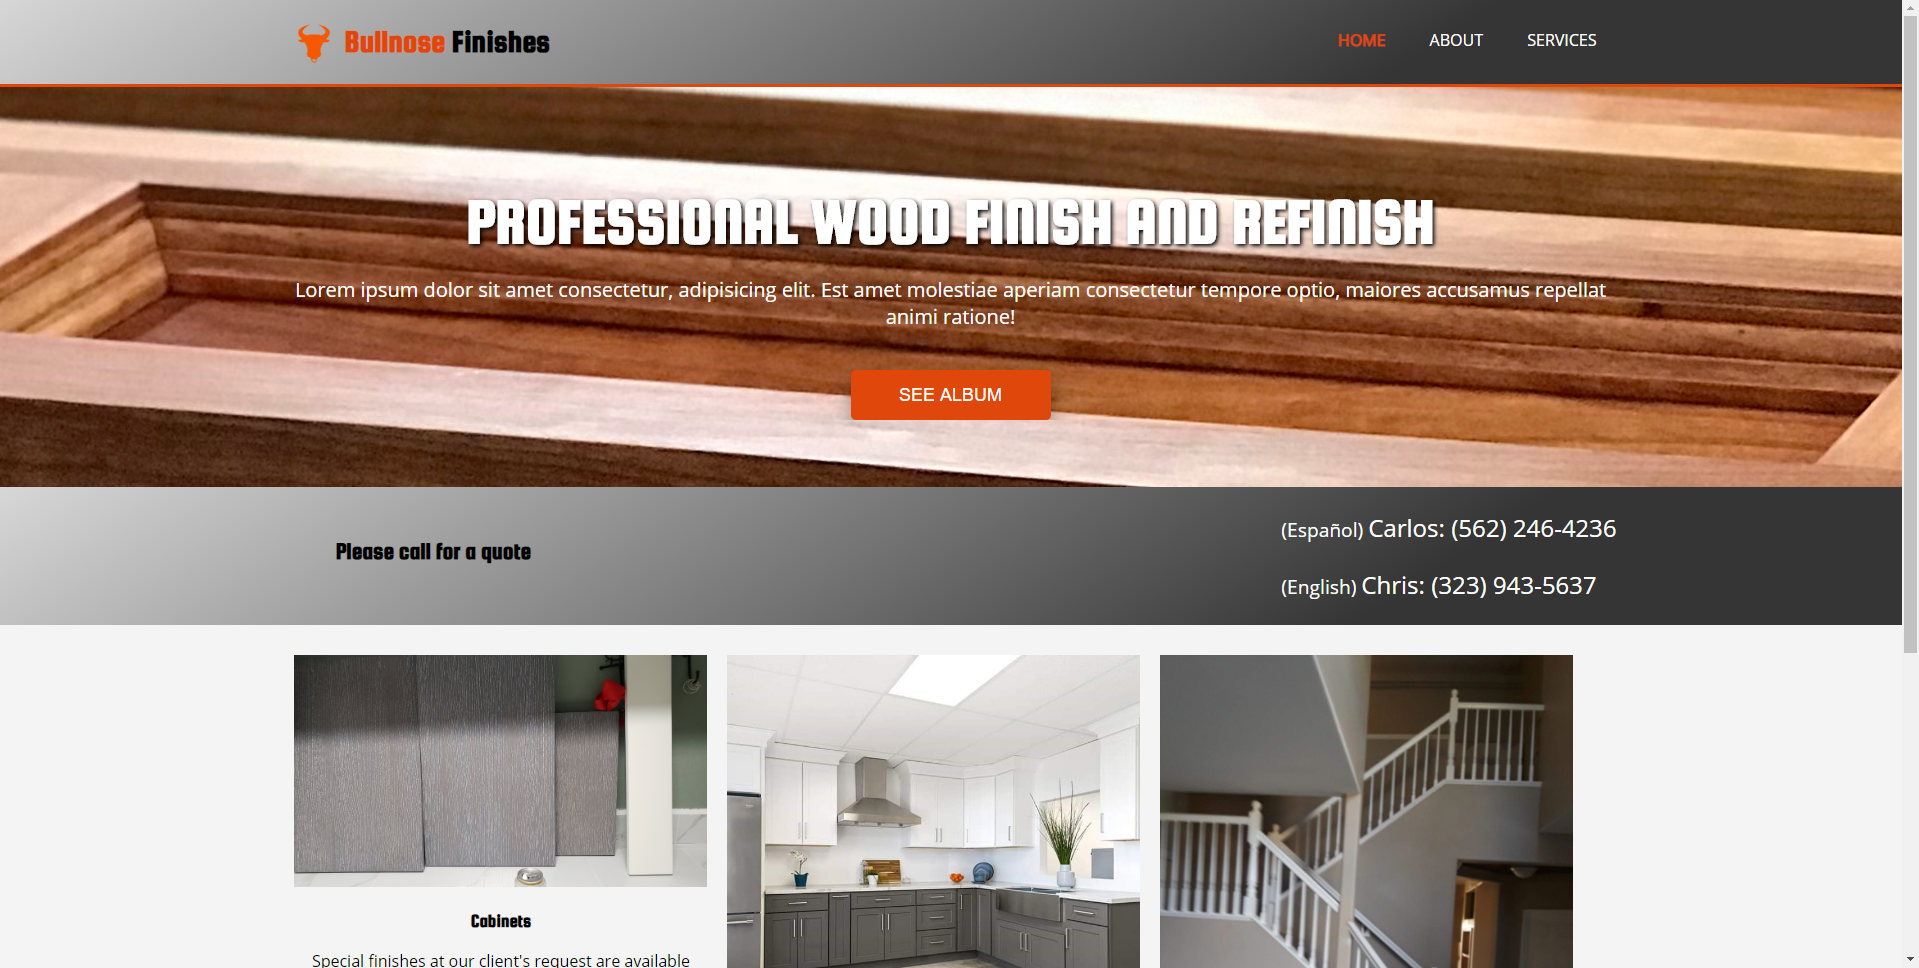 Bullnose Finishes
HOME ABOUT SERVICES
PROFESSIONAL WOOD FINISH AND REFINISH
Lorem ipsum dolor sit amet consectetur, adipisicing elit. Est amet molestiae aperiam consectetur tempore optio, maiores accusamus repellat
animi ratione!
SEE ALBUM
Please call for a quote
(Español) Carlos: (562) 246-4236
(English) Chris: (323) 943-5637
Cabinets
Special finishes at our client's request are available